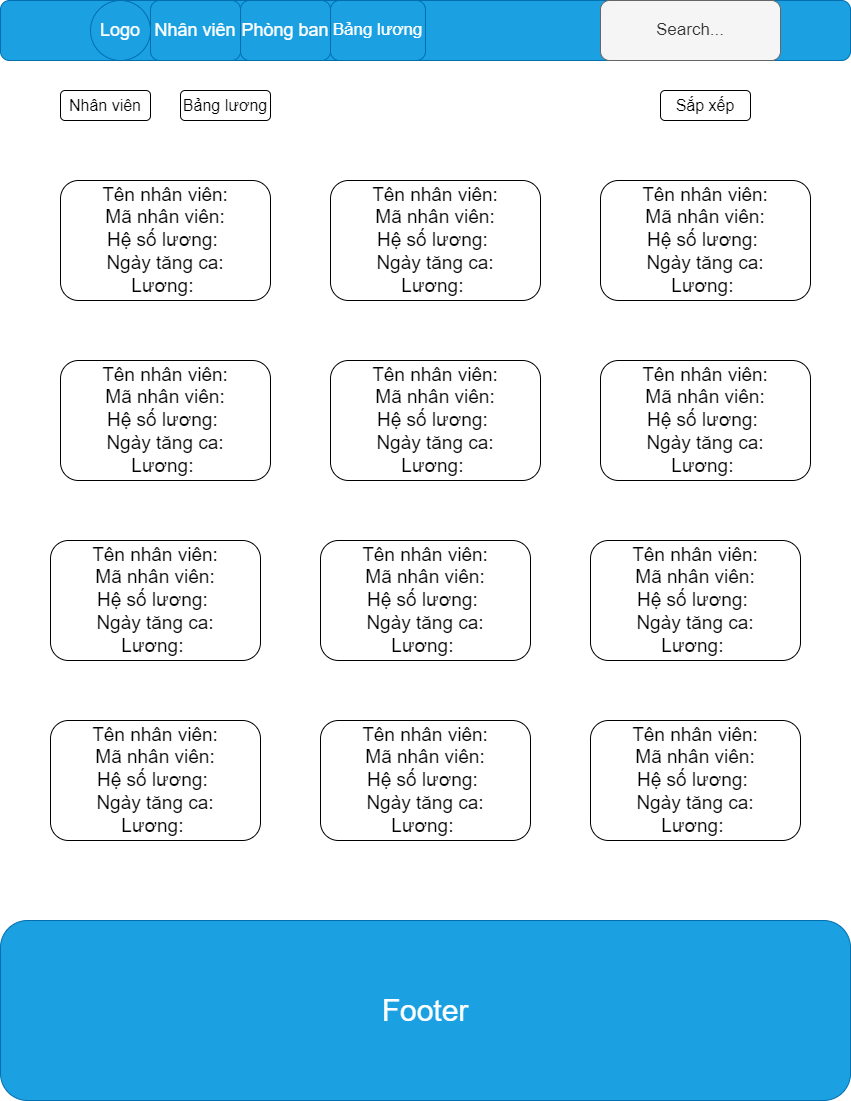 Logo
Nhân viên
Phòng ban
Bảng lương
Search...
Nhân viên
Bảng lương
Sắp xếp
Tên nhân viên:
Mã nhân viên:
Hệ số lương:
Ngày tăng ca:
Lương:
Tên nhân viên:
Mã nhân viên:
Hệ số lương:
Ngày tăng ca:
Lương:
Tên nhân viên:
Mã nhân viên:
Hệ số lương:
Ngày tăng ca:
Lương:
Tên nhân viên:
Mã nhân viên:
Hệ số lương:
Ngày tăng ca:
Lương:
Tên nhân viên:
Mã nhân viên:
Hệ số lương:
Ngày tăng ca:
Lương:
Tên nhân viên:
Mã nhân viên:
Hệ số lương:
Ngày tăng ca:
Lương:
Tên nhân viên:
Mã nhân viên:
Hệ số lương:
Ngày tăng ca:
Lương:
Tên nhân viên:
Mã nhân viên:
Hệ số lương:
Ngày tăng ca:
Lương:
Tên nhân viên:
Mã nhân viên:
Hệ số lương:
Ngày tăng ca:
Lương:
Tên nhân viên:
Mã nhân viên:
Hệ số lương:
Ngày tăng ca:
Lương:
Tên nhân viên:
Mã nhân viên:
Hệ số lương:
Ngày tăng ca:
Lương:
Tên nhân viên:
Mã nhân viên:
Hệ số lương:
Ngày tăng ca:
Lương:
Footer